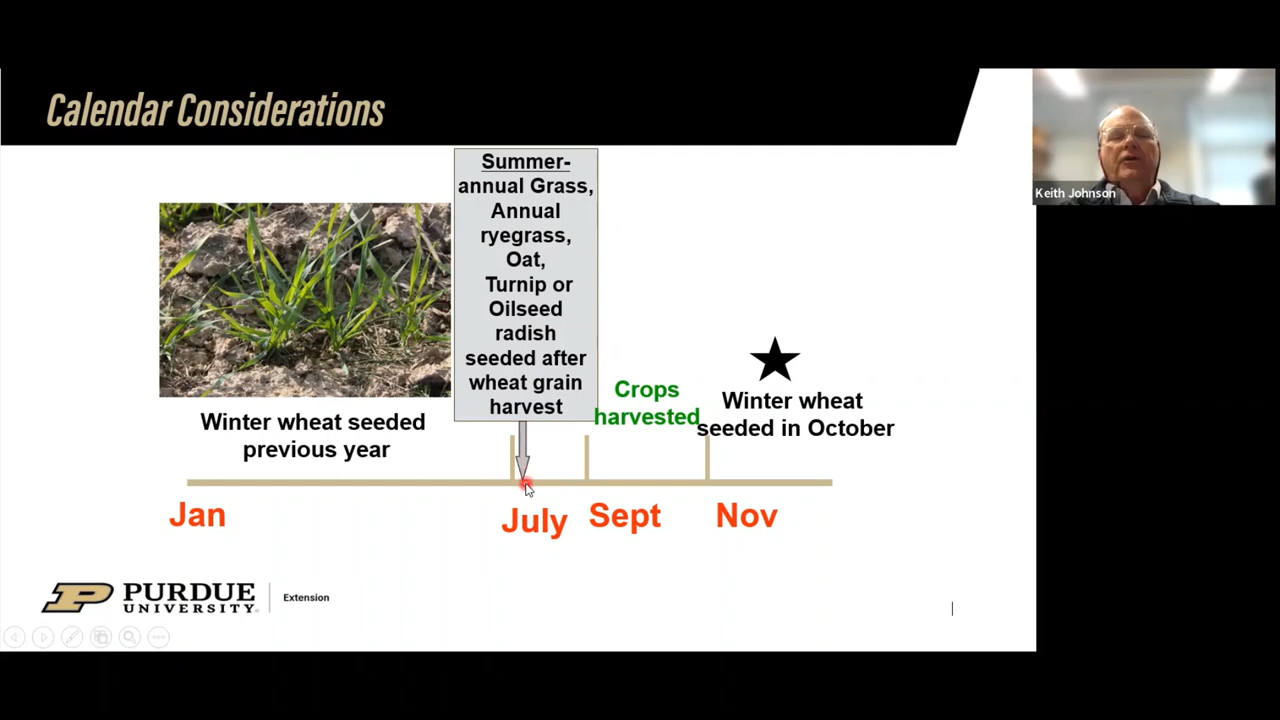 Calendar Considerations
Keith Johnson
Summer-
annual Grass,
Annual
ryegrass,
Oat,
Turnip or
Oilseed
radish
seeded after
wheat grain
harvest
Winter wheat seeded
previous year
Crops
harvested
Winter wheat
seeded in October
Jan
July
Sept
Nov
P PURDUE
UNIVERSITY
Extension